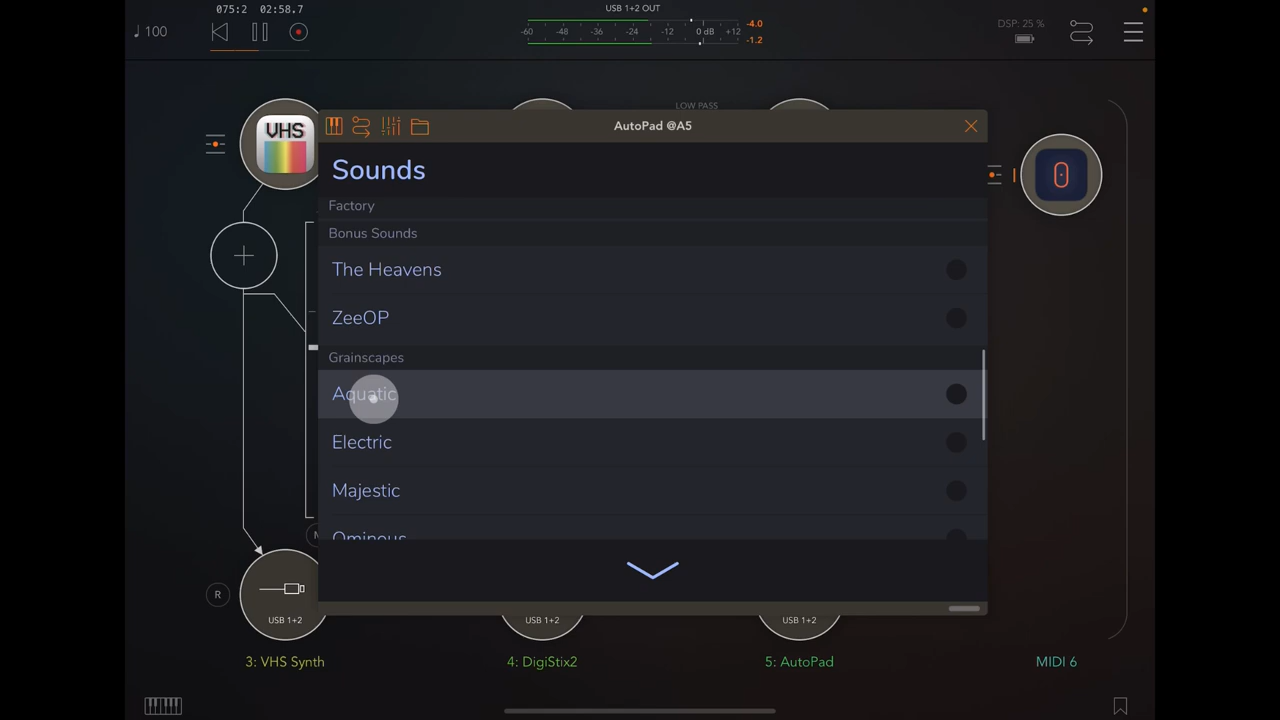 075:2 02:58.7
USB 1+2 OUT
♩ 100
-60 -48 -36 -24 -12 0 dB +12
-4.0
-1.2
DSP: 25 %
LOW PASS
VHS
AutoPad @A5
Sounds
Factory
Bonus Sounds
The Heavens
ZeeOP
Grainscapes
Aquatic
Electric
Majestic
Ominous
0
M
R
USB 1+2
USB 1+2
USB 1+2
3: VHS Synth
4: DigiStix2
5: AutoPad
MIDI 6